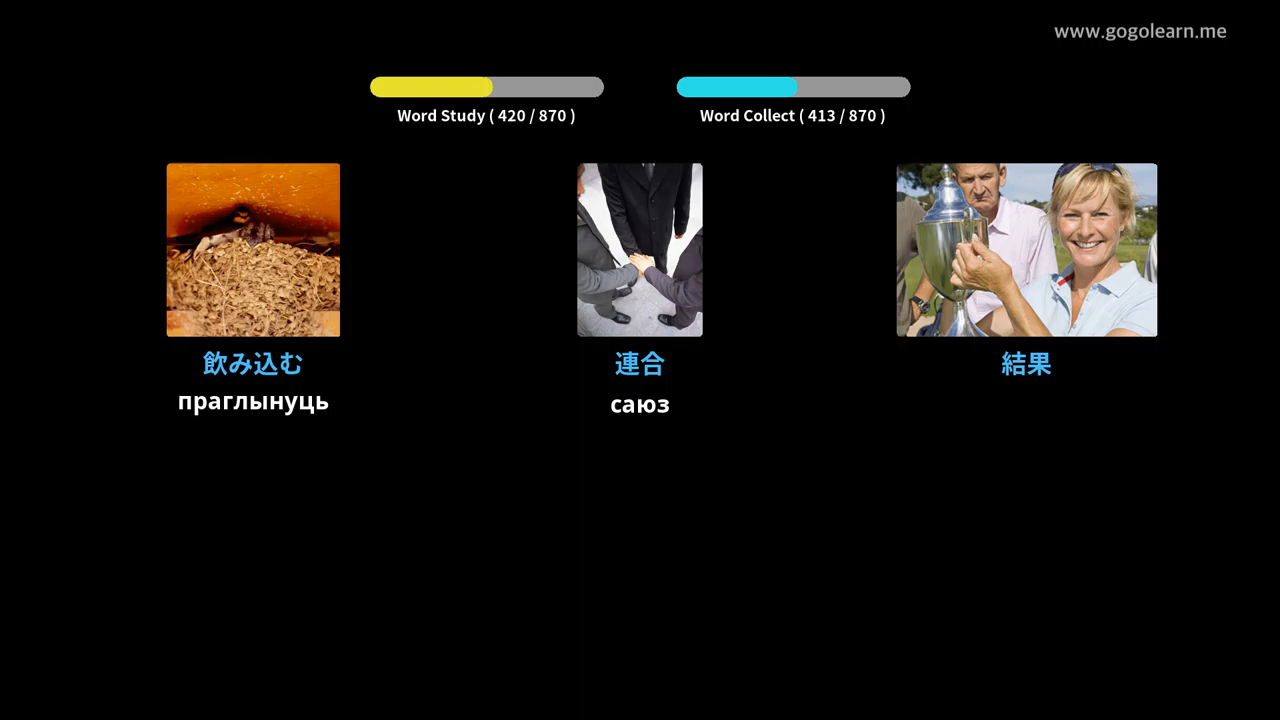 www.gogolearn.me
Word Study ( 420 / 870 )
Word Collect ( 413 / 870 )
飲み込む
連合
結果
праглынуць
саюз